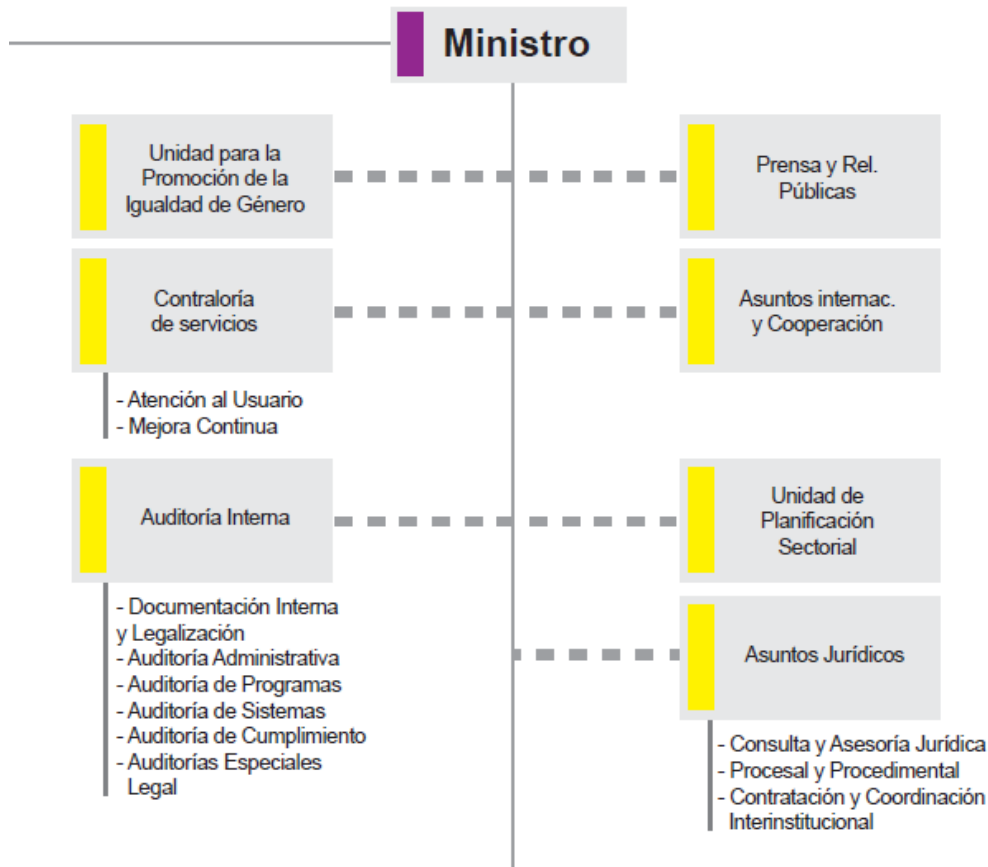 Ministro
Unidad para la
Promoción de la
Igualdad de Género
Prensa y Rel.
Públicas
Contraloría
de servicios
Asuntos internac.
y Cooperación
- Atención al Usuario
- Mejora Continua
Auditoría Interna
Unidad de
Planificación
Sectorial
- Documentación Interna
y Legalización
- Auditoría Administrativa
- Auditoría de Programas
- Auditoría de Sistemas
- Auditoría de Cumplimiento
- Auditorías Especiales
Legal
Asuntos Jurídicos
- Consulta y Asesoría Jurídica
- Procesal y Procedimental
- Contratación y Coordinación
Interinstitucional